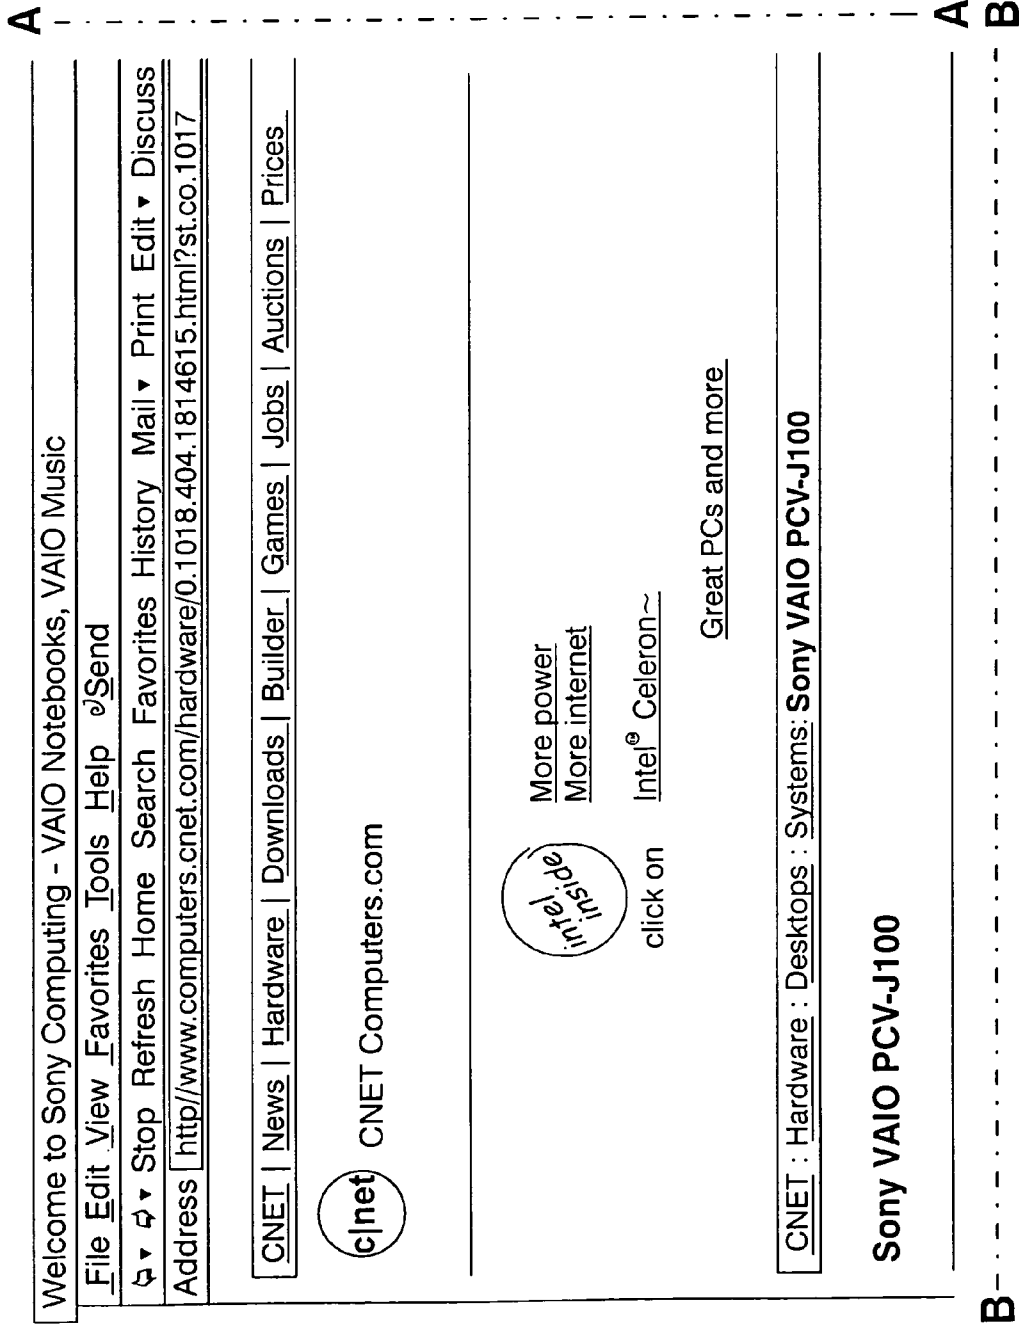 Welcome to Sony Computing - VAIO Notebooks, VAIO Music
File Edit View Favorites Tools Help Send
Stop Refresh Home Search Favorites History Mail Print Edit Discuss
Address http//www.computers.cnet.com/hardware/0.1018.404.1814615.html?st.co.1017
CNET | News | Hardware | Downloads | Builder | Games | Jobs | Auctions | Prices
c|net CNET Computers.com
intel inside
More power
More internet
click on Intel® Celeron~
Great PCs and more
CNET : Hardware : Desktops : Systems: Sony VAIO PCV-J100
Sony VAIO PCV-J100
A A
B B